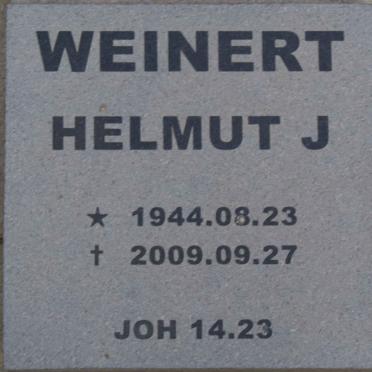 WEINERT
HELMUT J
★ 1944.08.23
† 2009.09.27
JOH 14.23